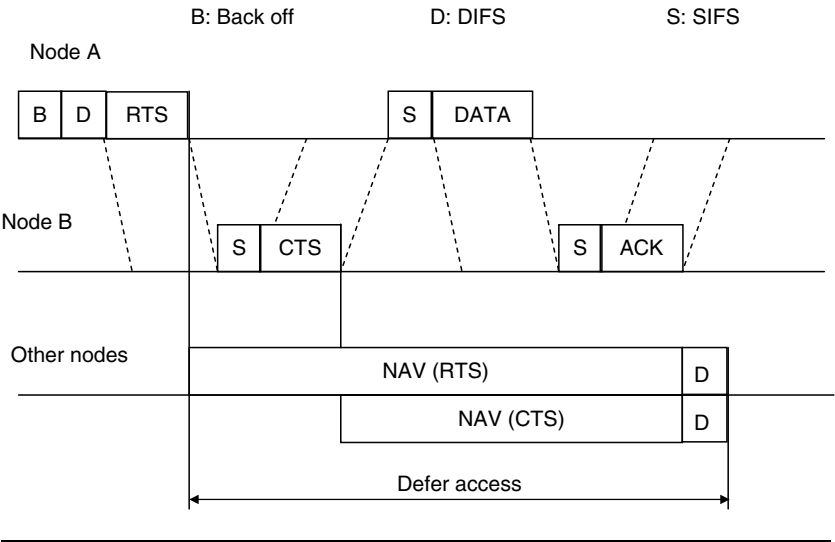 B: Back off D: DIFS S: SIFS
Node A
B D RTS S DATA
Node B
S CTS S ACK
Other nodes
NAV (RTS) D
NAV (CTS) D
Defer access